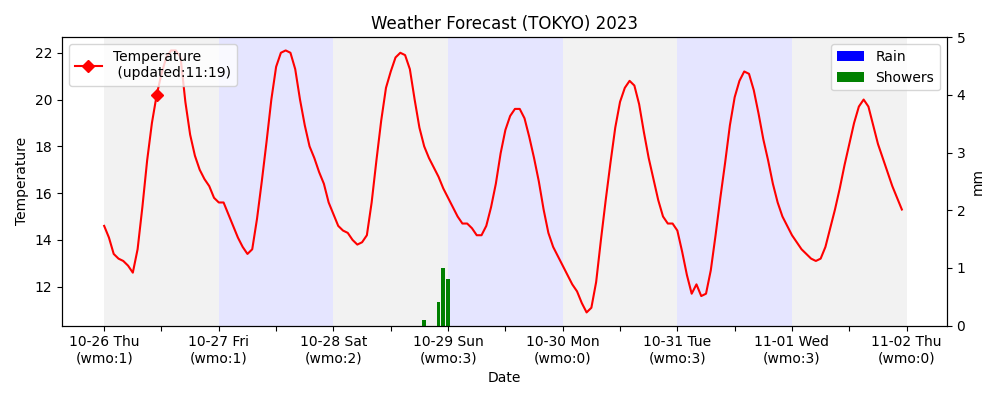 Weather Forecast (TOKYO) 2023
Temperature
(updated:11:19)
Rain
Showers
22
20
18
16
14
12
Temperature
5
4
3
2
1
0
mm
10-26 Thu 10-27 Fri 10-28 Sat 10-29 Sun 10-30 Mon 10-31 Tue 11-01 Wed 11-02 Thu
(wmo:1) (wmo:1) (wmo:2) (wmo:3) (wmo:0) (wmo:3) (wmo:3) (wmo:0)
Date